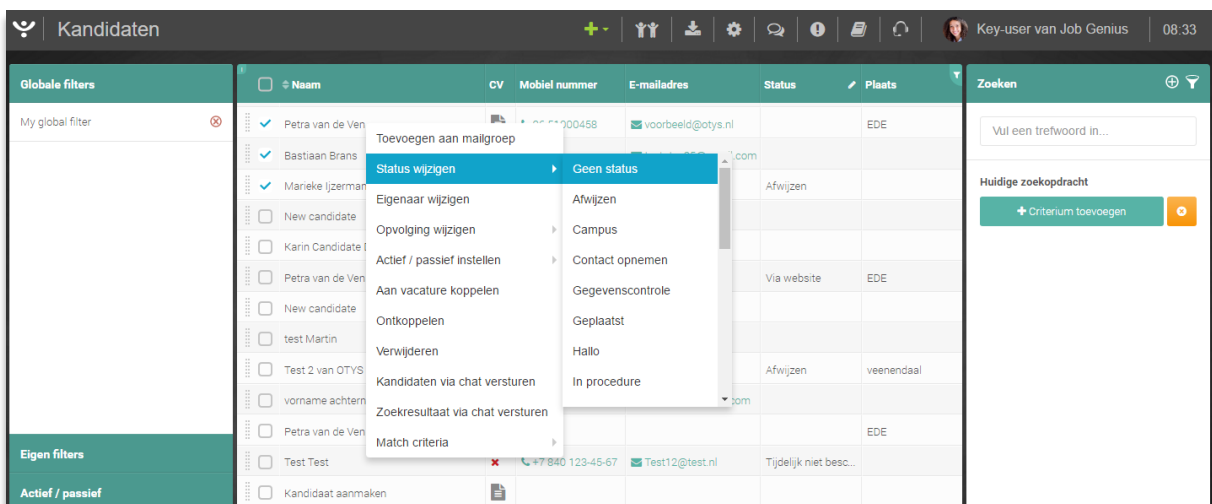 Kandidaten
Key-user van Job Genius
08:33
Globale filters
My global filter
Eigen filters
Actief / passief
Naam CV Mobiel nummer E-mailadres Status Plaats
Petra van de Ven voorbeeld@otys.nl EDE
Bastiaan Brans .com
Marieke Ijzerman Afwijzen
New candidate
Karin Candidate
Petra van de Ven Via website EDE
New candidate
test Martin
Test 2 van OTYS Afwijzen veenendaal
vorname achtern .com
Petra van de Ven EDE
Test Test +7 840 123-45-67 Test12@test.nl Tijdelijk niet besc...
Kandidaat aanmaken
Toevoegen aan mailgroep
Status wijzigen
Eigenaar wijzigen
Opvolging wijzigen
Actief / passief instellen
Aan vacature koppelen
Ontkoppelen
Verwijderen
Kandidaten via chat versturen
Zoekresultaat via chat versturen
Match criteria
Geen status
Afwijzen
Campus
Contact opnemen
Gegevenscontrole
Geplaatst
Hallo
In procedure
Zoeken
Vul een trefwoord in...
Huidige zoekopdracht
Criterium toevoegen